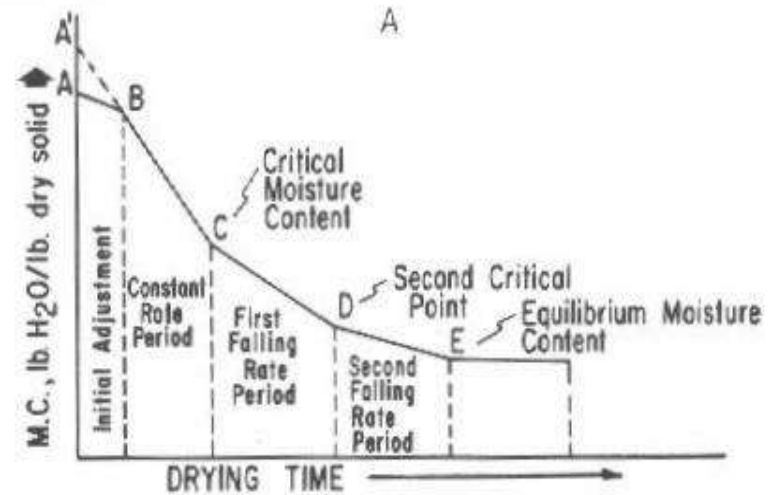 A
A'
A
B
Critical
Moisture
Content
C
Second Critical
Point
D
Equilibrium Moisture
Content
E
Initial Adjustment
Constant
Rate
Period
First
Falling
Rate
Period
Second
Falling
Rate
Period
M.C., lb. H2O/lb. dry solid
DRYING TIME